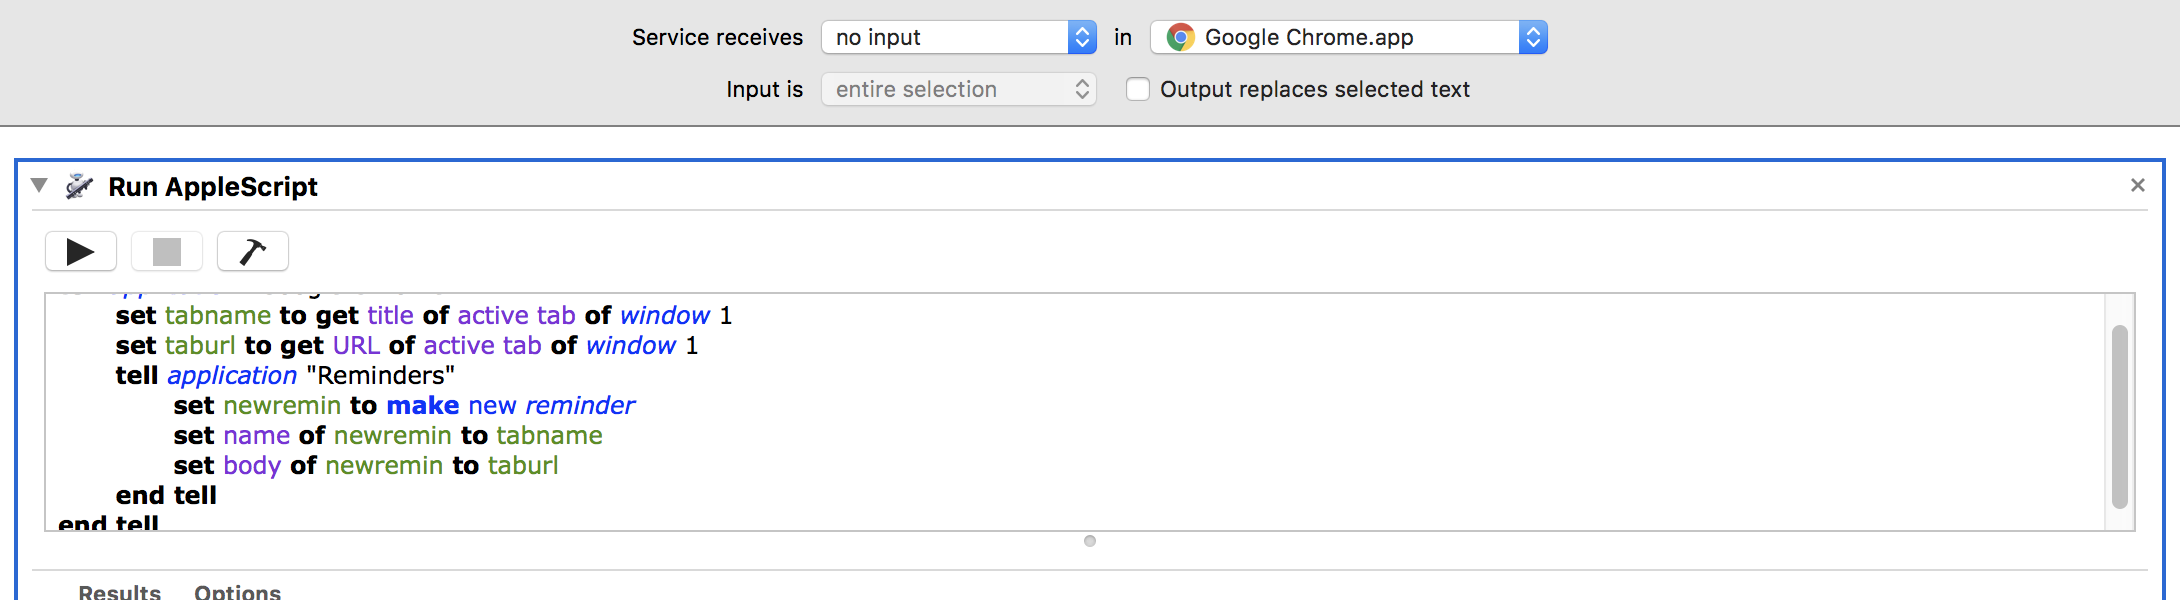 Service receives no input in Google Chrome.app
Input is entire selection Output replaces selected text
Run AppleScript
set tabname to get title of active tab of window 1
set taburl to get URL of active tab of window 1
tell application "Reminders"
set newremin to make new reminder
set name of newremin to tabname
set body of newremin to taburl
end tell
end tell
Results Options